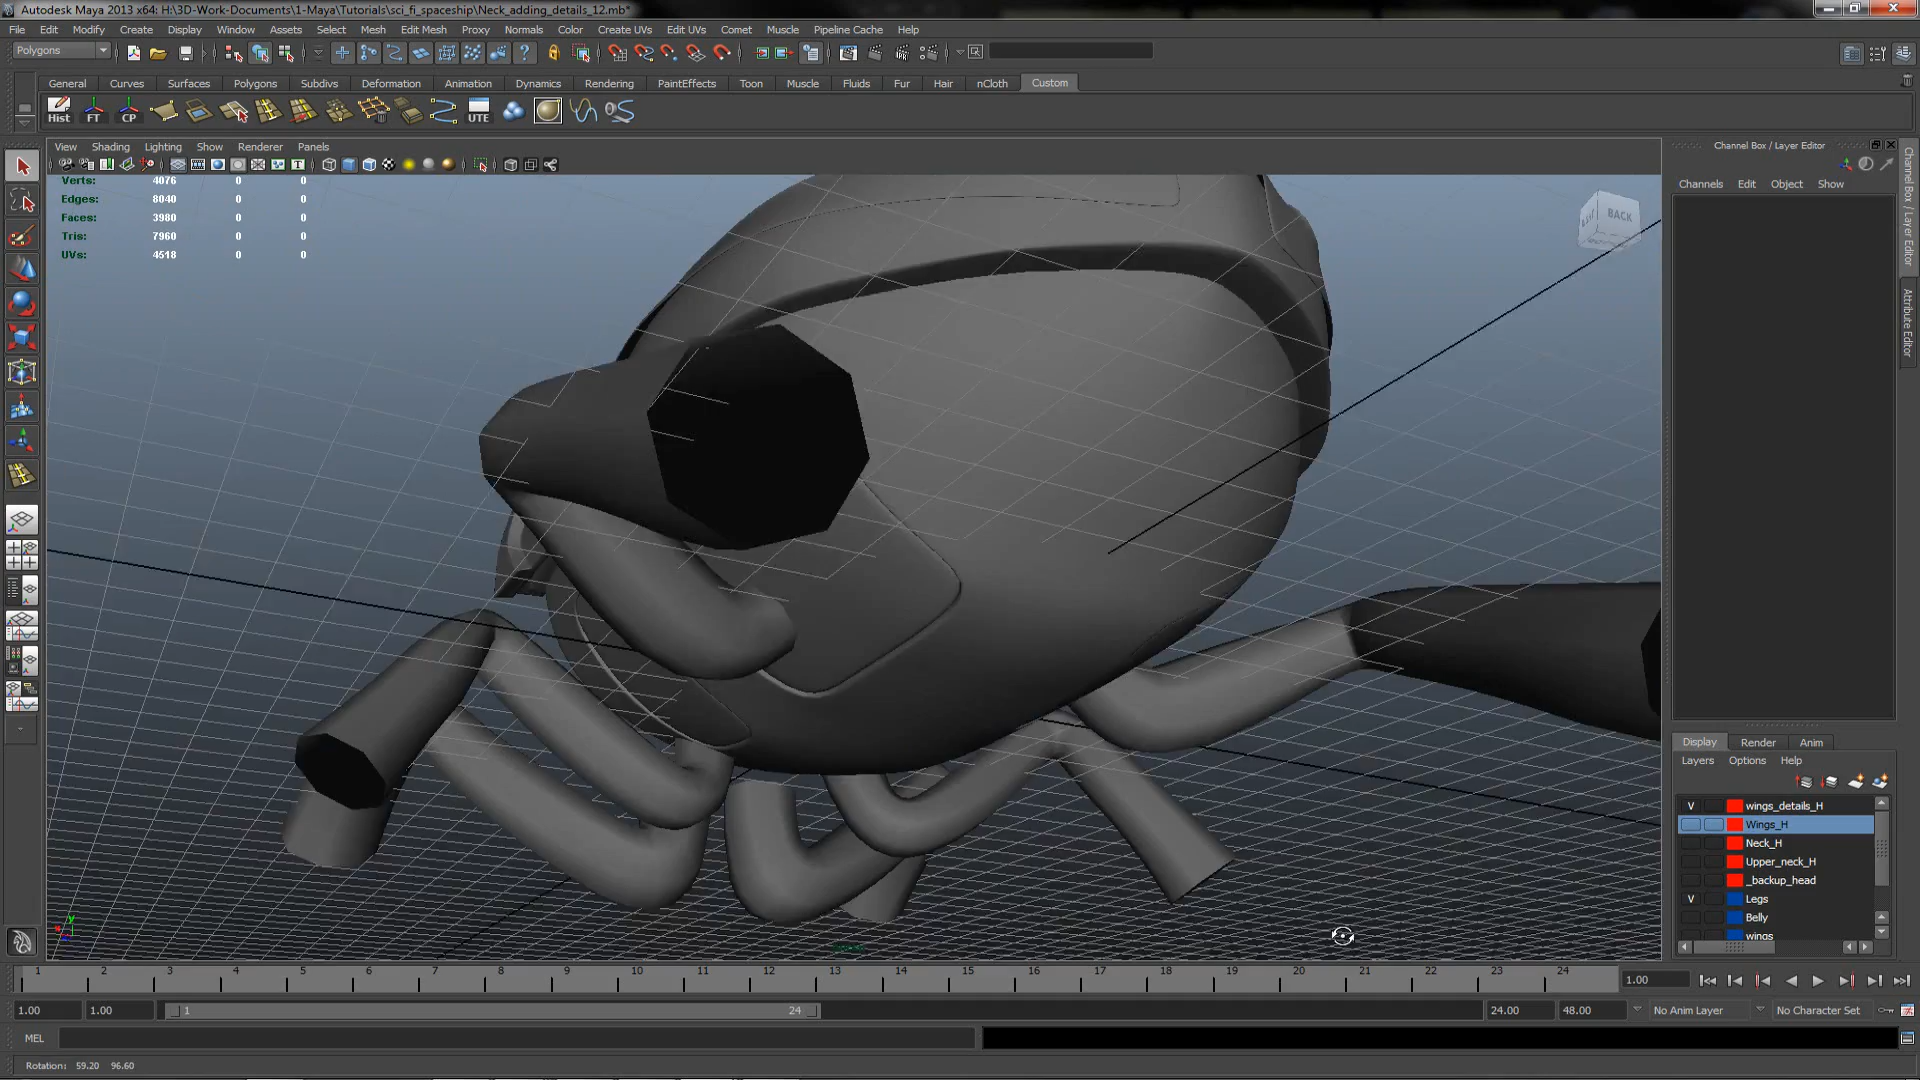 Autodesk Maya 2013 x64: H:\3D-Work-Documents\1-Maya\Tutorials\sci_fi_spaceship\Neck_adding_details_12.mb*
File Edit Modify Create Display Window Assets Select Mesh Edit Mesh Proxy Normals Color Create UVs Edit UVs Comet Muscle Pipeline Cache Help
Polygons
General Curves Surfaces Polygons Subdivs Deformation Animation Dynamics Rendering PaintEffects Toon Muscle Fluids Fur Hair nCloth Custom
Hist FT CP UTE
View Shading Lighting Show Renderer Panels
Channel Box / Layer Editor
Channels Edit Object Show
Verts: 4076 0 0
Edges: 8040 0 0
Faces: 3980 0 0
Tris: 7960 0 0
UVs: 4518 0 0
BACK
Channel Box / Layer Editor
Attribute Editor
Display Render Anim
Layers Options Help
V wings_details_H
Wings_H
Neck_H
Upper_neck_H
_backup_head
V Legs
Belly
wings
y
1 2 3 4 5 6 7 8 9 10 11 12 13 14 15 16 17 18 19 20 21 22 23 24 1.00
1.00 1.00 1 24 24.00 48.00 No Anim Layer No Character Set
MEL
Rotation: 59.20 96.60